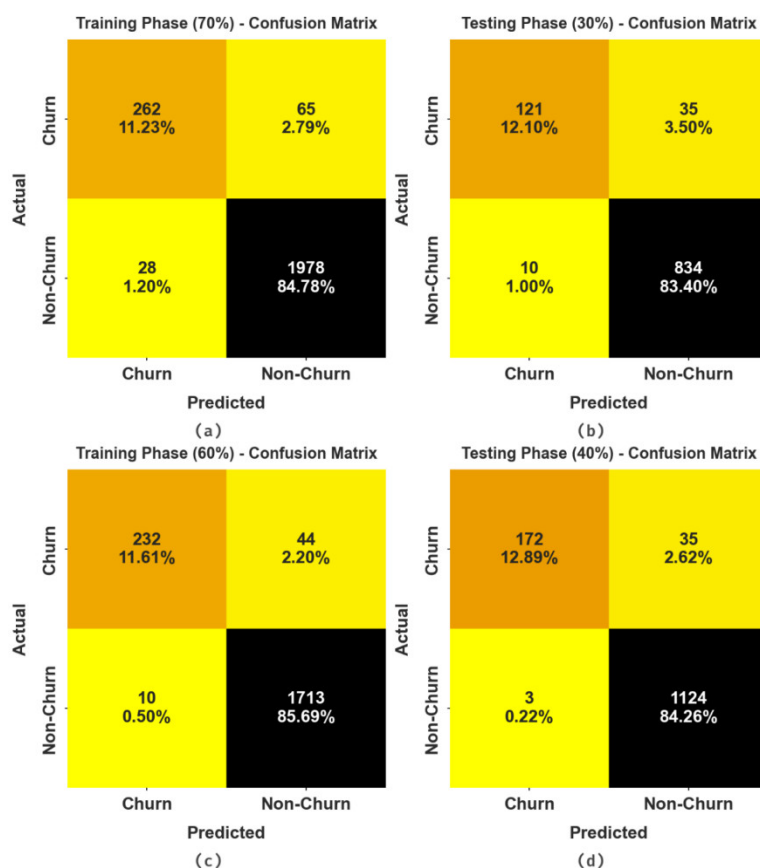 Training Phase (70%) - Confusion Matrix
Churn
Non-Churn
Actual
262
11.23%
65
2.79%
28
1.20%
1978
84.78%
Churn
Non-Churn
Predicted
(a)
Testing Phase (30%) - Confusion Matrix
Churn
Non-Churn
Actual
121
12.10%
35
3.50%
10
1.00%
834
83.40%
Churn
Non-Churn
Predicted
(b)
Training Phase (60%) - Confusion Matrix
Churn
Non-Churn
Actual
232
11.61%
44
2.20%
10
0.50%
1713
85.69%
Churn
Non-Churn
Predicted
(c)
Testing Phase (40%) - Confusion Matrix
Churn
Non-Churn
Actual
172
12.89%
35
2.62%
3
0.22%
1124
84.26%
Churn
Non-Churn
Predicted
(d)